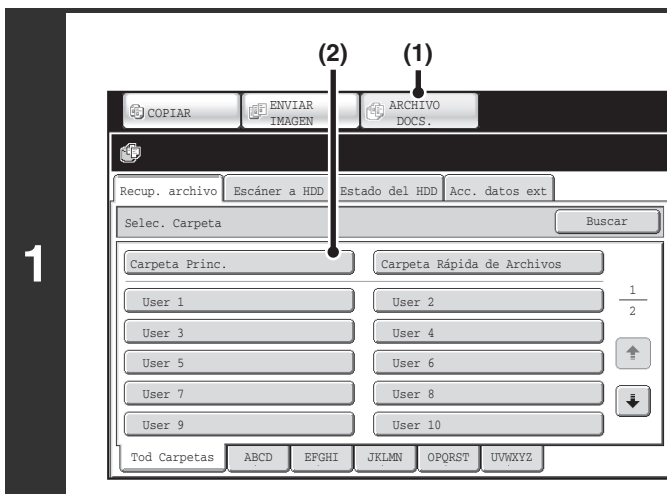 1
(2) (1)
COPIAR ENVIAR IMAGEN ARCHIVO DOCS.
Recup. archivo Escáner a HDD Estado del HDD Acc. datos ext
Selec. Carpeta Buscar
Carpeta Princ. Carpeta Rápida de Archivos
User 1 User 2
1
2
User 3 User 4
User 5 User 6
User 7 User 8
User 9 User 10
Tod Carpetas ABCD EFGHI JKLMN OPQRST UVWXYZ